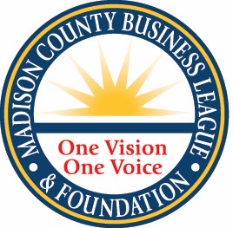 MADISON COUNTY BUSINESS LEAGUE
& FOUNDATION
One Vision
One Voice